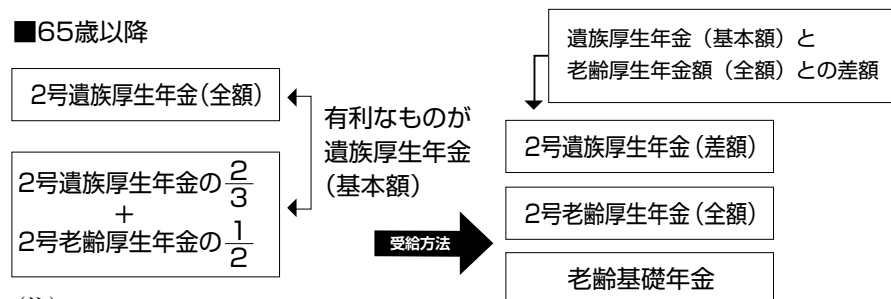 ■65歳以降
2号遺族厚生年金(全額)
2号遺族厚生年金の2/3
+
2号老齢厚生年金の1/2
有利なものが
遺族厚生年金
(基本額)
受給方法
遺族厚生年金(基本額)と
老齢厚生年金額(全額)との差額
2号遺族厚生年金(差額)
2号老齢厚生年金(全額)
老齢基礎年金